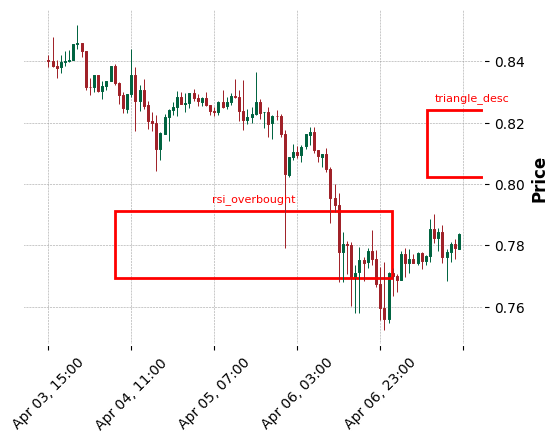 0.84
triangle_desc
0.82
0.80
Price
rsi_overbought
0.78
0.76
Apr 03, 15:00
Apr 04, 11:00
Apr 05, 07:00
Apr 06, 03:00
Apr 06, 23:00